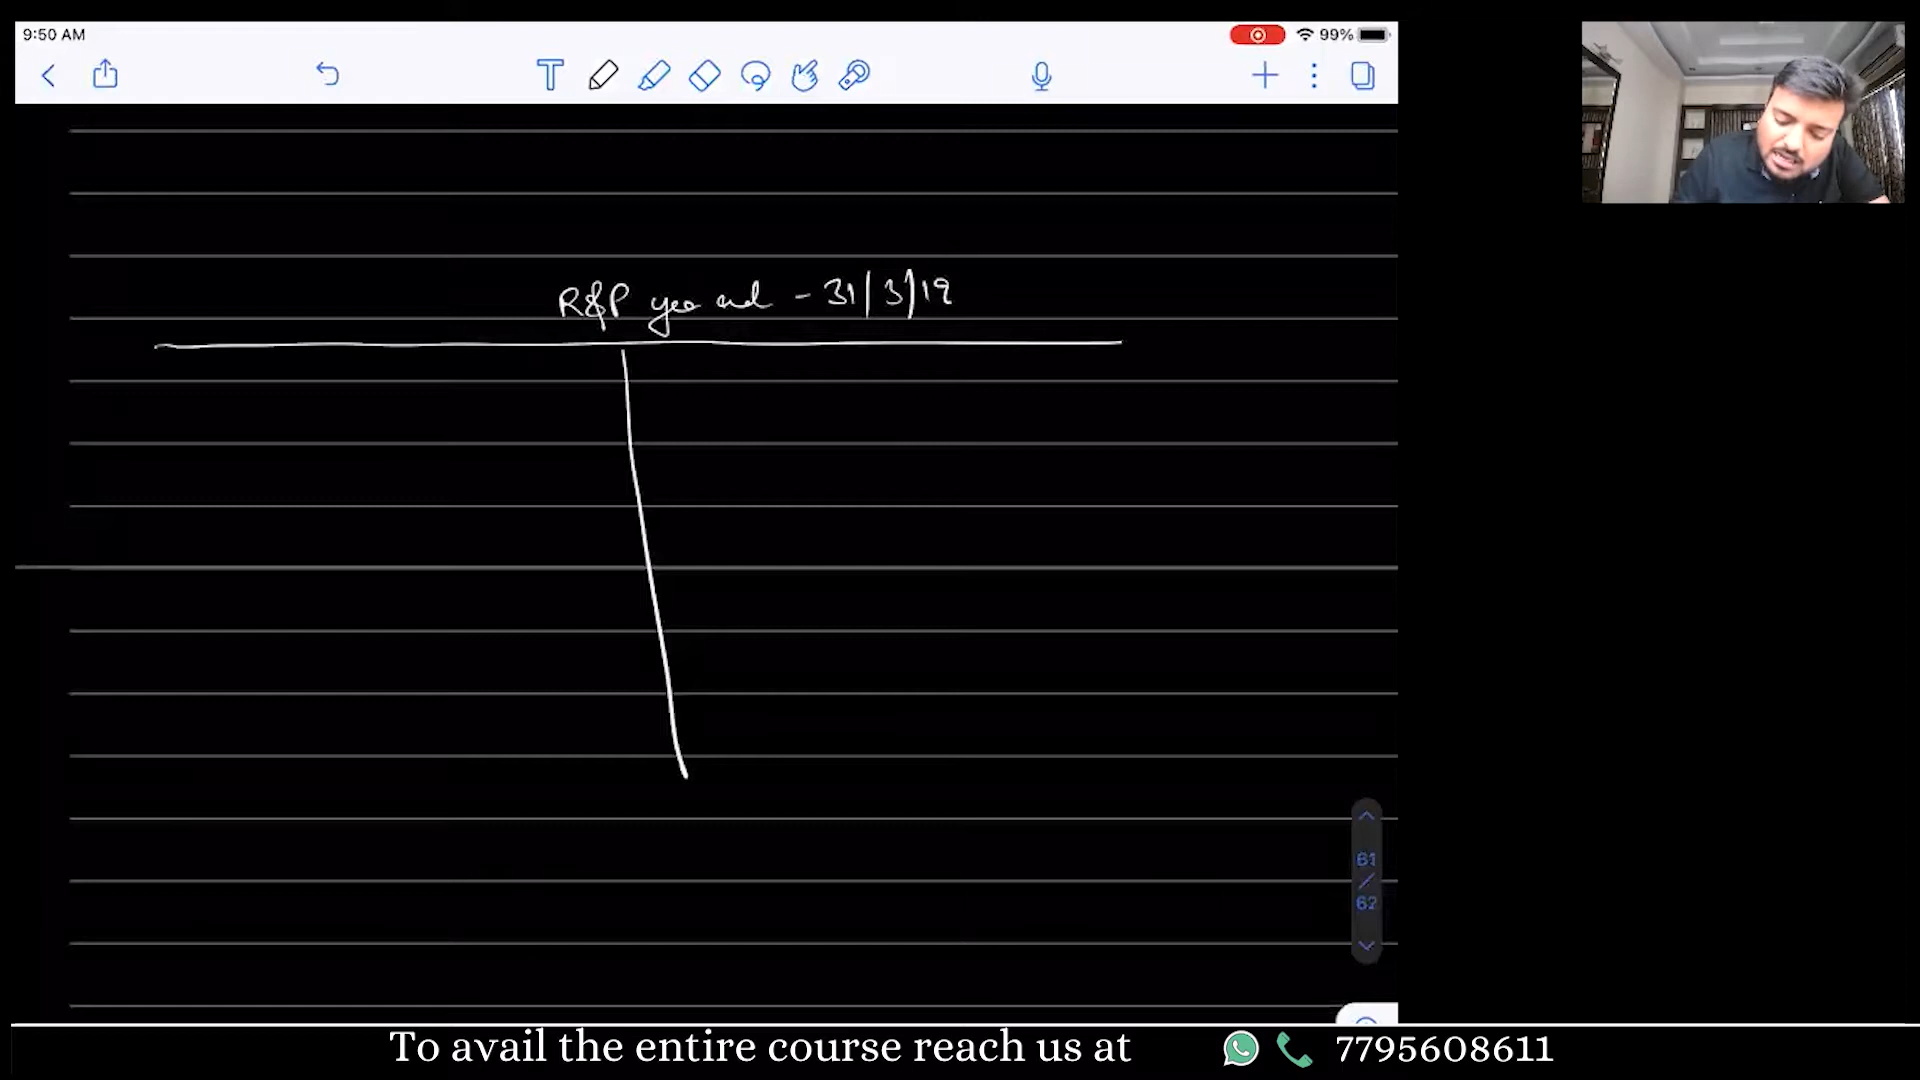 9:50 AM
99%
T
R&P year end - 31/3/19
61
/
62
To avail the entire course reach us at 7795608611